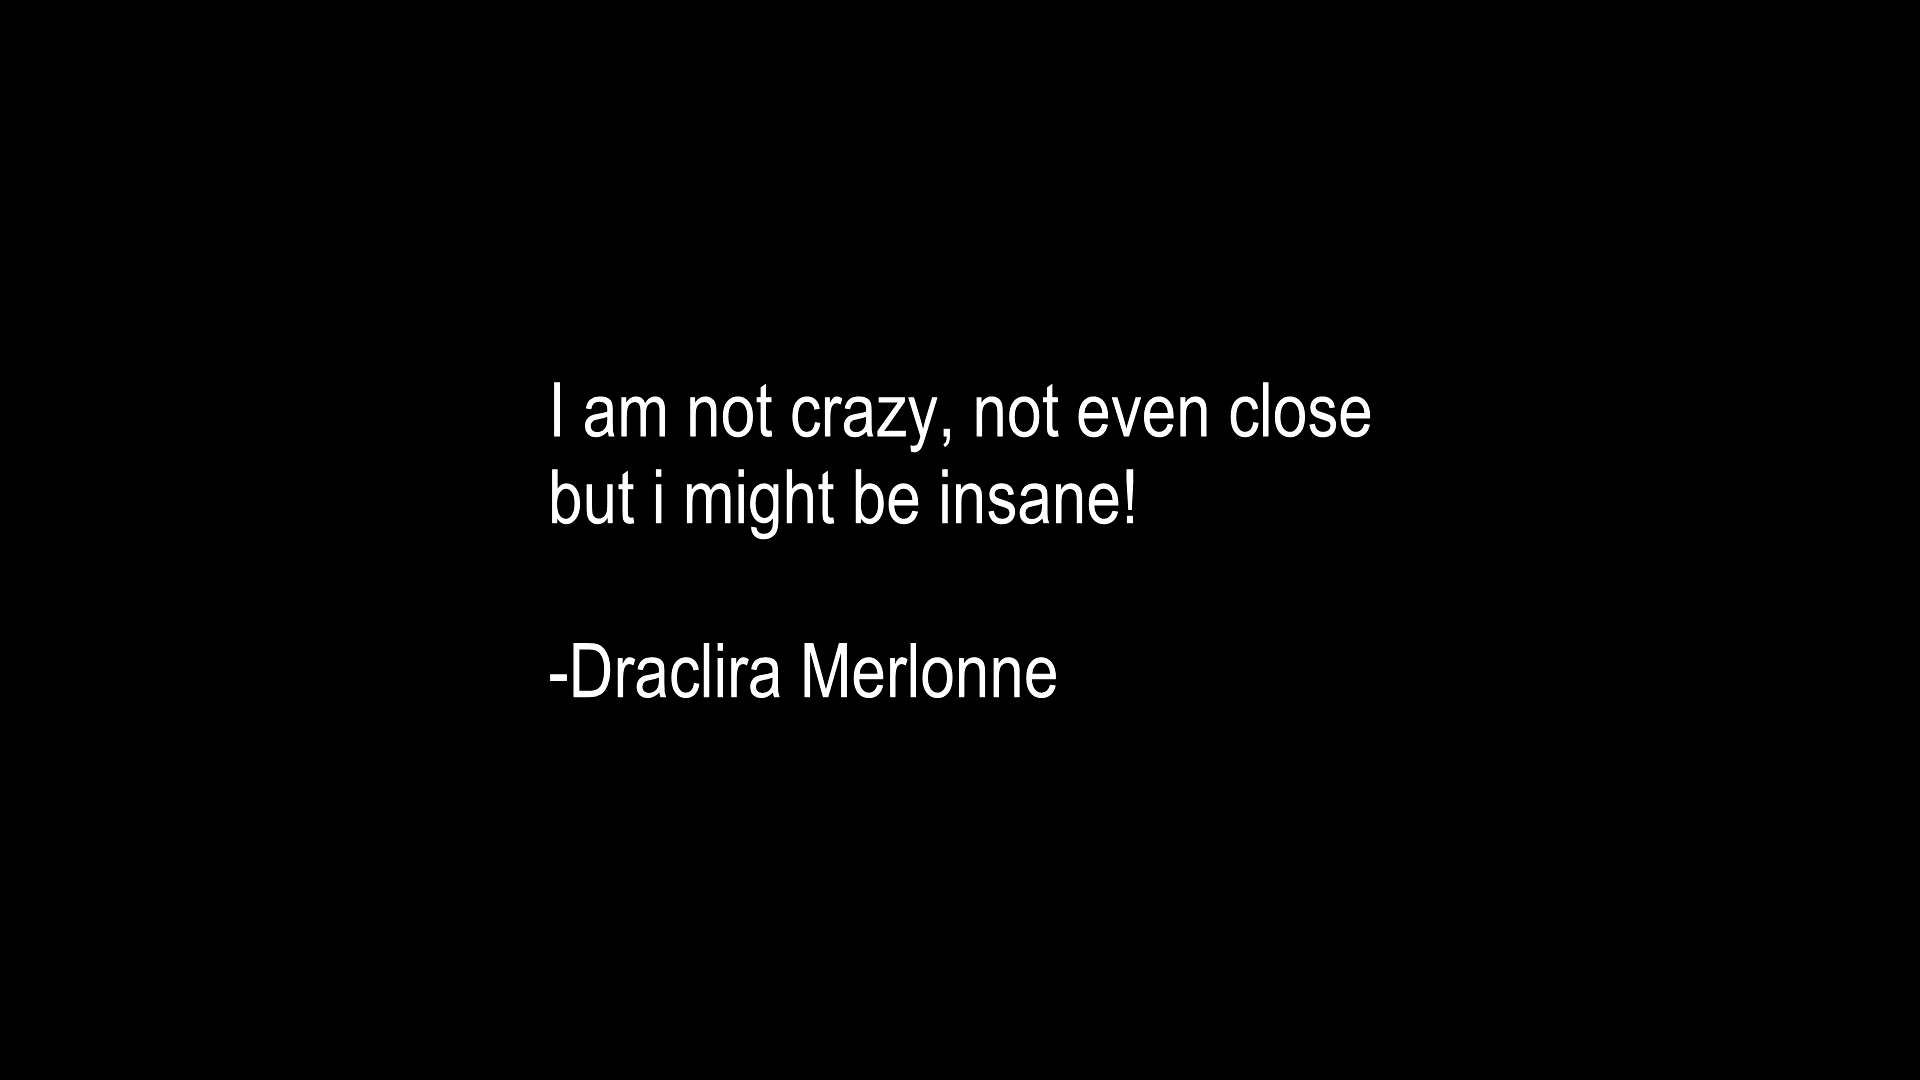 I am not crazy, not even close
but i might be insane!
-Draclira Merlonne